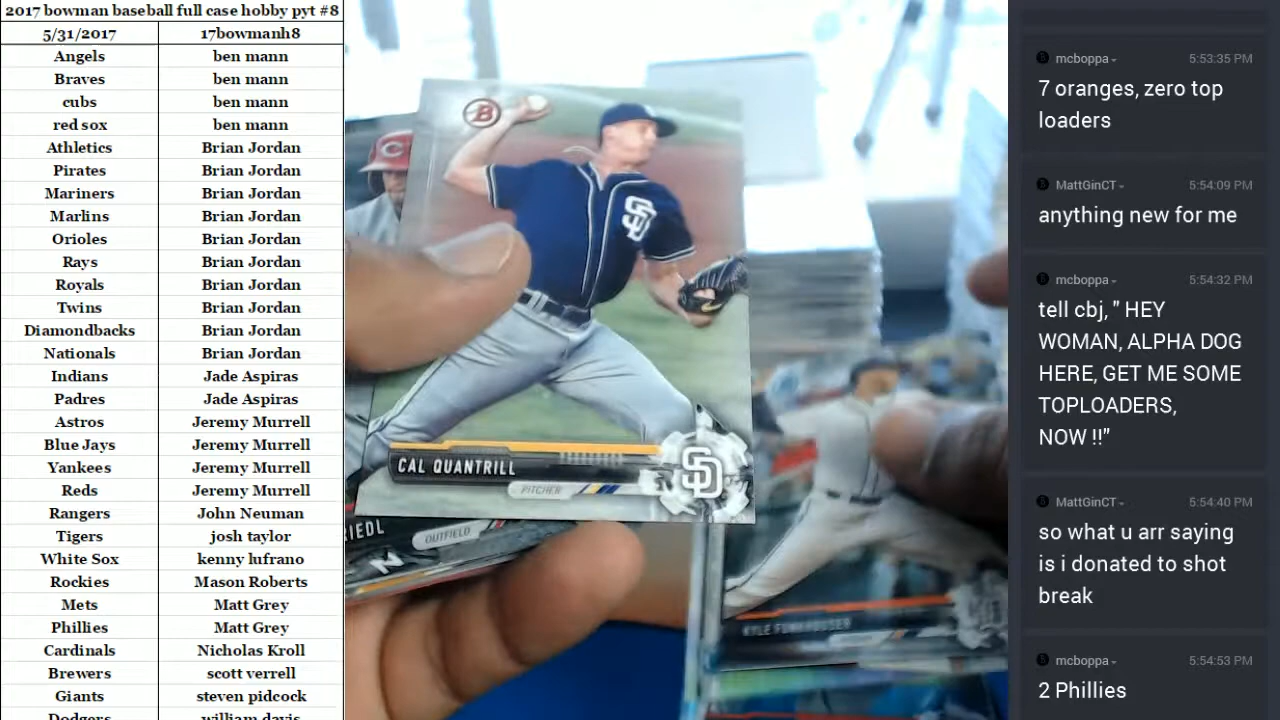 2017 bowman baseball full case hobby pyt #8
5/31/2017 17bowmanh8
Angels ben mann
Braves ben mann
cubs ben mann
red sox ben mann
Athletics Brian Jordan
Pirates Brian Jordan
Mariners Brian Jordan
Marlins Brian Jordan
Orioles Brian Jordan
Rays Brian Jordan
Royals Brian Jordan
Twins Brian Jordan
Diamondbacks Brian Jordan
Nationals Brian Jordan
Indians Jade Aspiras
Padres Jade Aspiras
Astros Jeremy Murrell
Blue Jays Jeremy Murrell
Yankees Jeremy Murrell
Reds Jeremy Murrell
Rangers John Neuman
Tigers josh taylor
White Sox kenny lufrano
Rockies Mason Roberts
Mets Matt Grey
Phillies Matt Grey
Cardinals Nicholas Kroll
Brewers scott verrell
Giants steven pidcock
Dodgers william davis
B
C
SD
CAL QUANTRILL
PITCHER
SD
IEDL
OUTFIELD
KYLE FUNKHOUSER
mcboppa 5:53:35 PM
7 oranges, zero top
loaders
MattGinCT 5:54:09 PM
anything new for me
mcboppa 5:54:32 PM
tell cbj, " HEY
WOMAN, ALPHA DOG
HERE, GET ME SOME
TOPLOADERS,
NOW !!"
MattGinCT 5:54:40 PM
so what u arr saying
is i donated to shot
break
mcboppa 5:54:53 PM
2 Phillies